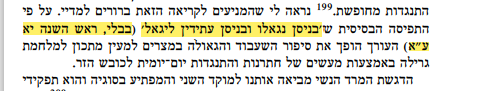 התנגדות מחופשת.199 נראה לי שהמניעים לקריאה הזאת ברורים למדיי. על פי
התפיסה הבסיסית ש'בניסן נגאלו ובניסן עתידין ליגאל' (בבלי, ראש השנה יא
ע"א) העורך הופך את סיפור השעבוד והגאולה במצרים למעין מתכון למלחמת
גרילה באמצעות מעשים של חתרנות והתנגדות יום־יומית לכובש הזר.
הדגשת המרד הנשי מביאה אותנו למוקד השני והמפתיע בסוגיה והוא תפקידי